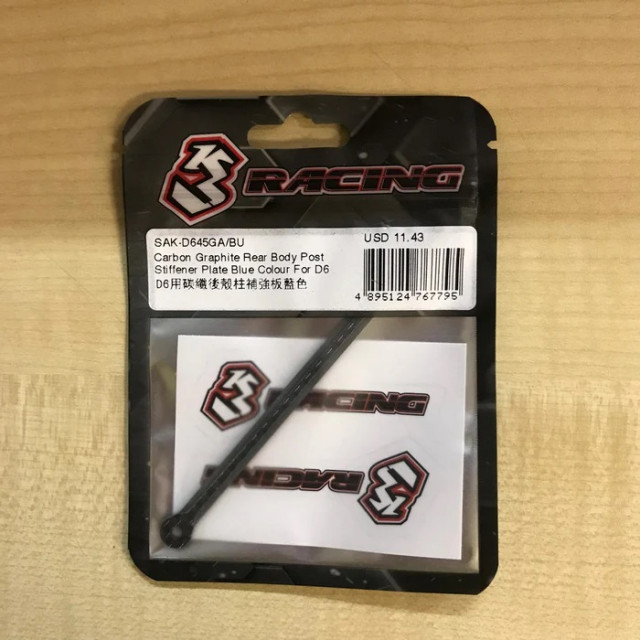 RACING
SAK-D645GA/BU
USD 11.43
Carbon Graphite Rear Body Post
Stiffener Plate Blue Colour For D6
D6用碳纖後殼柱補強板藍色
4 895124 767795
RACING
RACING